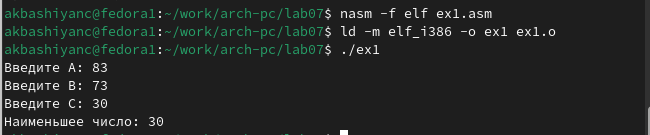 akbashiyanc@fedora1:~/work/arch-pc/lab07$ nasm -f elf ex1.asm
akbashiyanc@fedora1:~/work/arch-pc/lab07$ ld -m elf_i386 -o ex1 ex1.o
akbashiyanc@fedora1:~/work/arch-pc/lab07$ ./ex1
Введите A: 83
Введите B: 73
Введите C: 30
Наименьшее число: 30
akbashiyanc@fedora1:~/work/arch-pc/lab07$